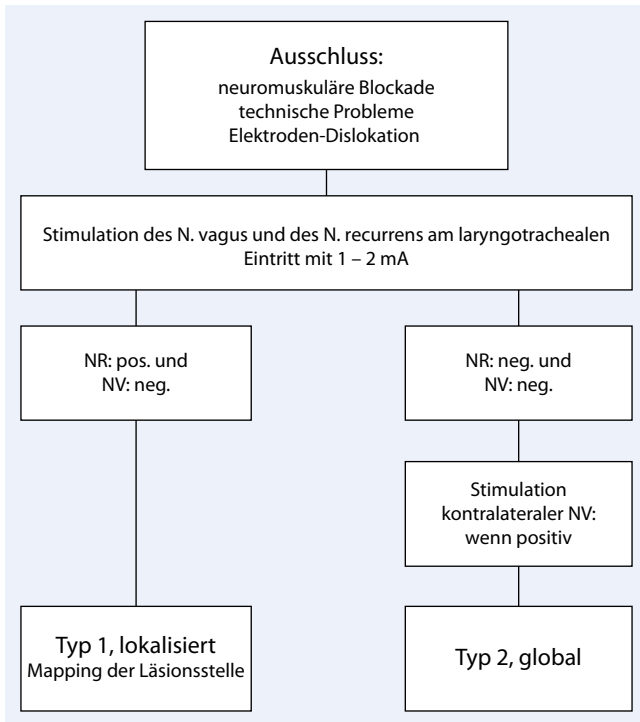 Ausschluss:
neuromuskuläre Blockade
technische Probleme
Elektroden-Dislokation
Stimulation des N. vagus und des N. recurrens am laryngotrachealen
Eintritt mit 1 – 2 mA
NR: pos. und
NV: neg.
NR: neg. und
NV: neg.
Stimulation
kontralateraler NV:
wenn positiv
Typ 1, lokalisiert
Mapping der Läsionsstelle
Typ 2, global